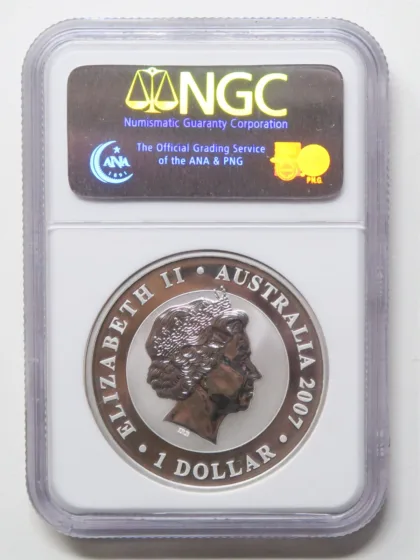 NGC
Numismatic Guaranty Corporation
The Official Grading Service
of the ANA & PNG
ANA
1891
PNG
ELIZABETH II • AUSTRALIA 2007 •
1 DOLLAR •